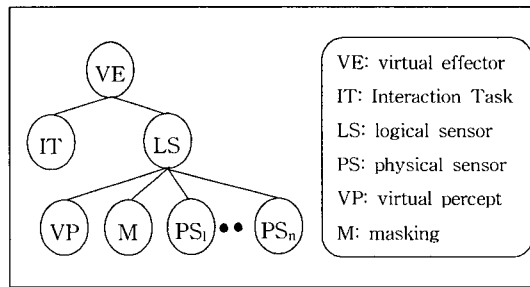 VE
IT LS
VP M PS₁ •• PSₙ
VE: virtual effector
IT: Interaction Task
LS: logical sensor
PS: physical sensor
VP: virtual percept
M: masking